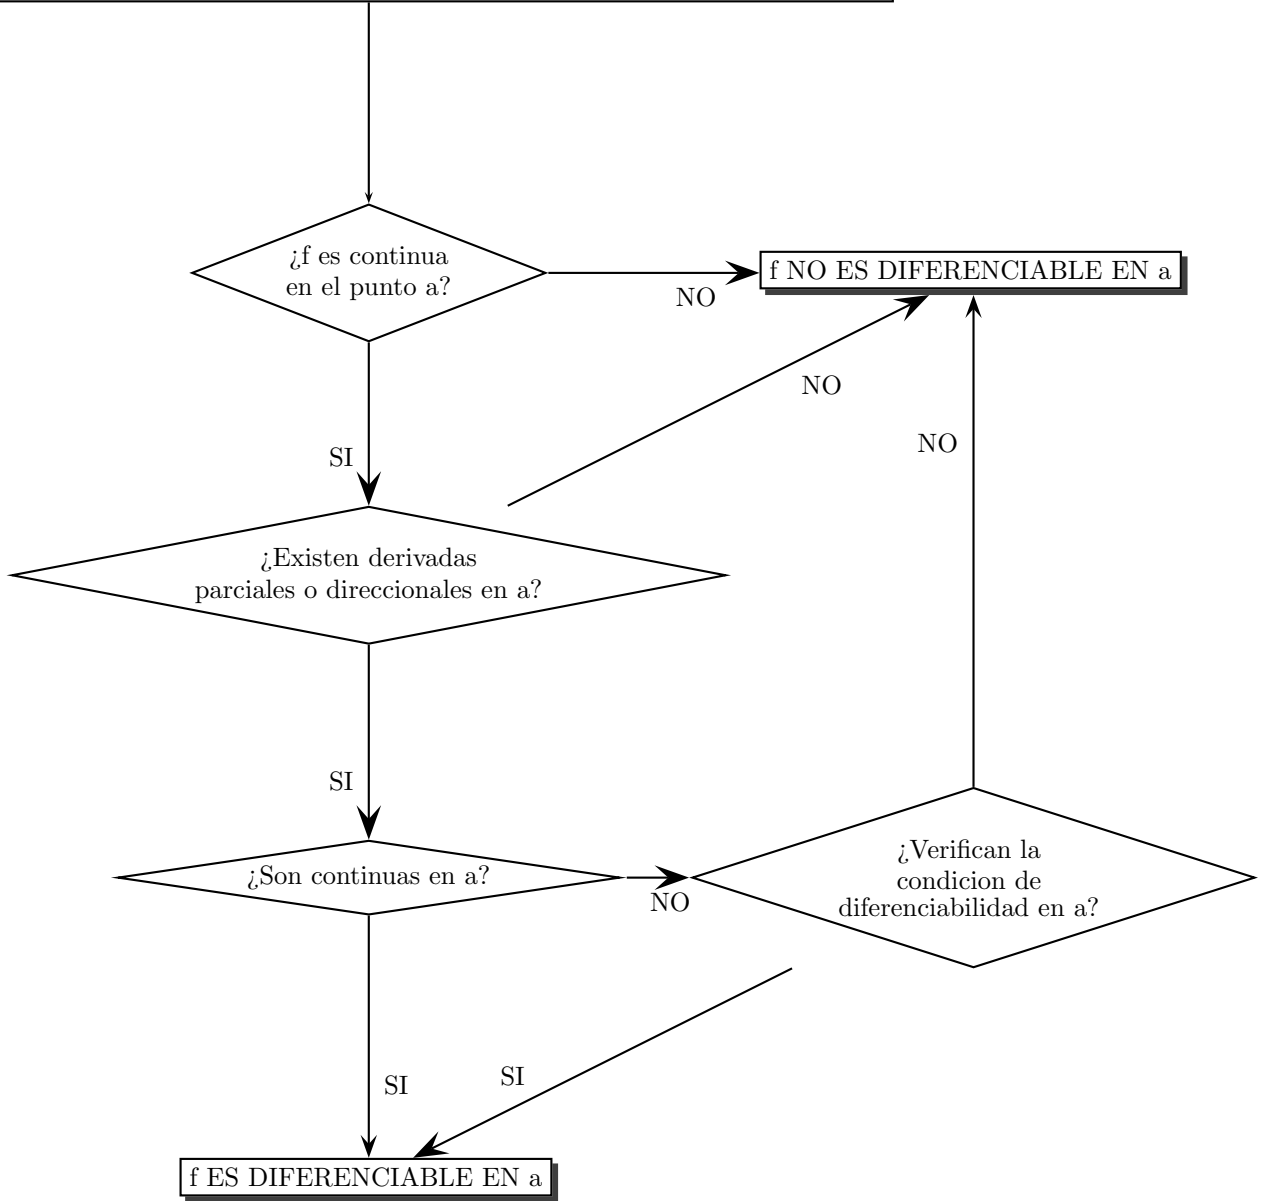 ¿f es continua
en el punto a?
f NO ES DIFERENCIABLE EN a
NO
NO
NO
SI
¿Existen derivadas
parciales o direccionales en a?
SI
¿Son continuas en a?
NO
¿Verifican la
condicion de
diferenciabilidad en a?
SI
SI
f ES DIFERENCIABLE EN a